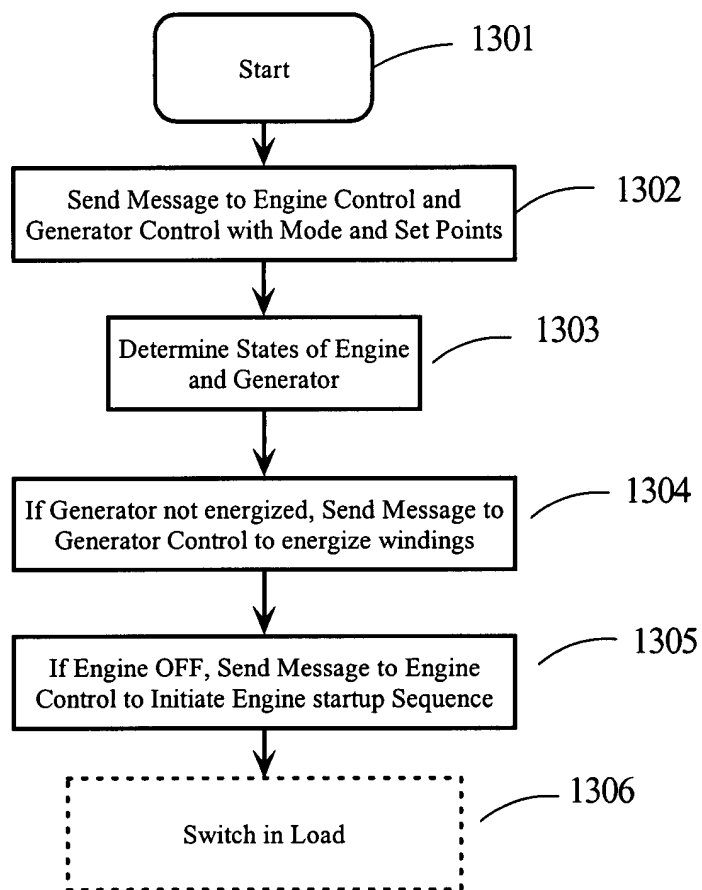 Start
1301
Send Message to Engine Control and
Generator Control with Mode and Set Points
1302
Determine States of Engine
and Generator
1303
If Generator not energized, Send Message to
Generator Control to energize windings
1304
If Engine OFF, Send Message to Engine
Control to Initiate Engine startup Sequence
1305
Switch in Load
1306